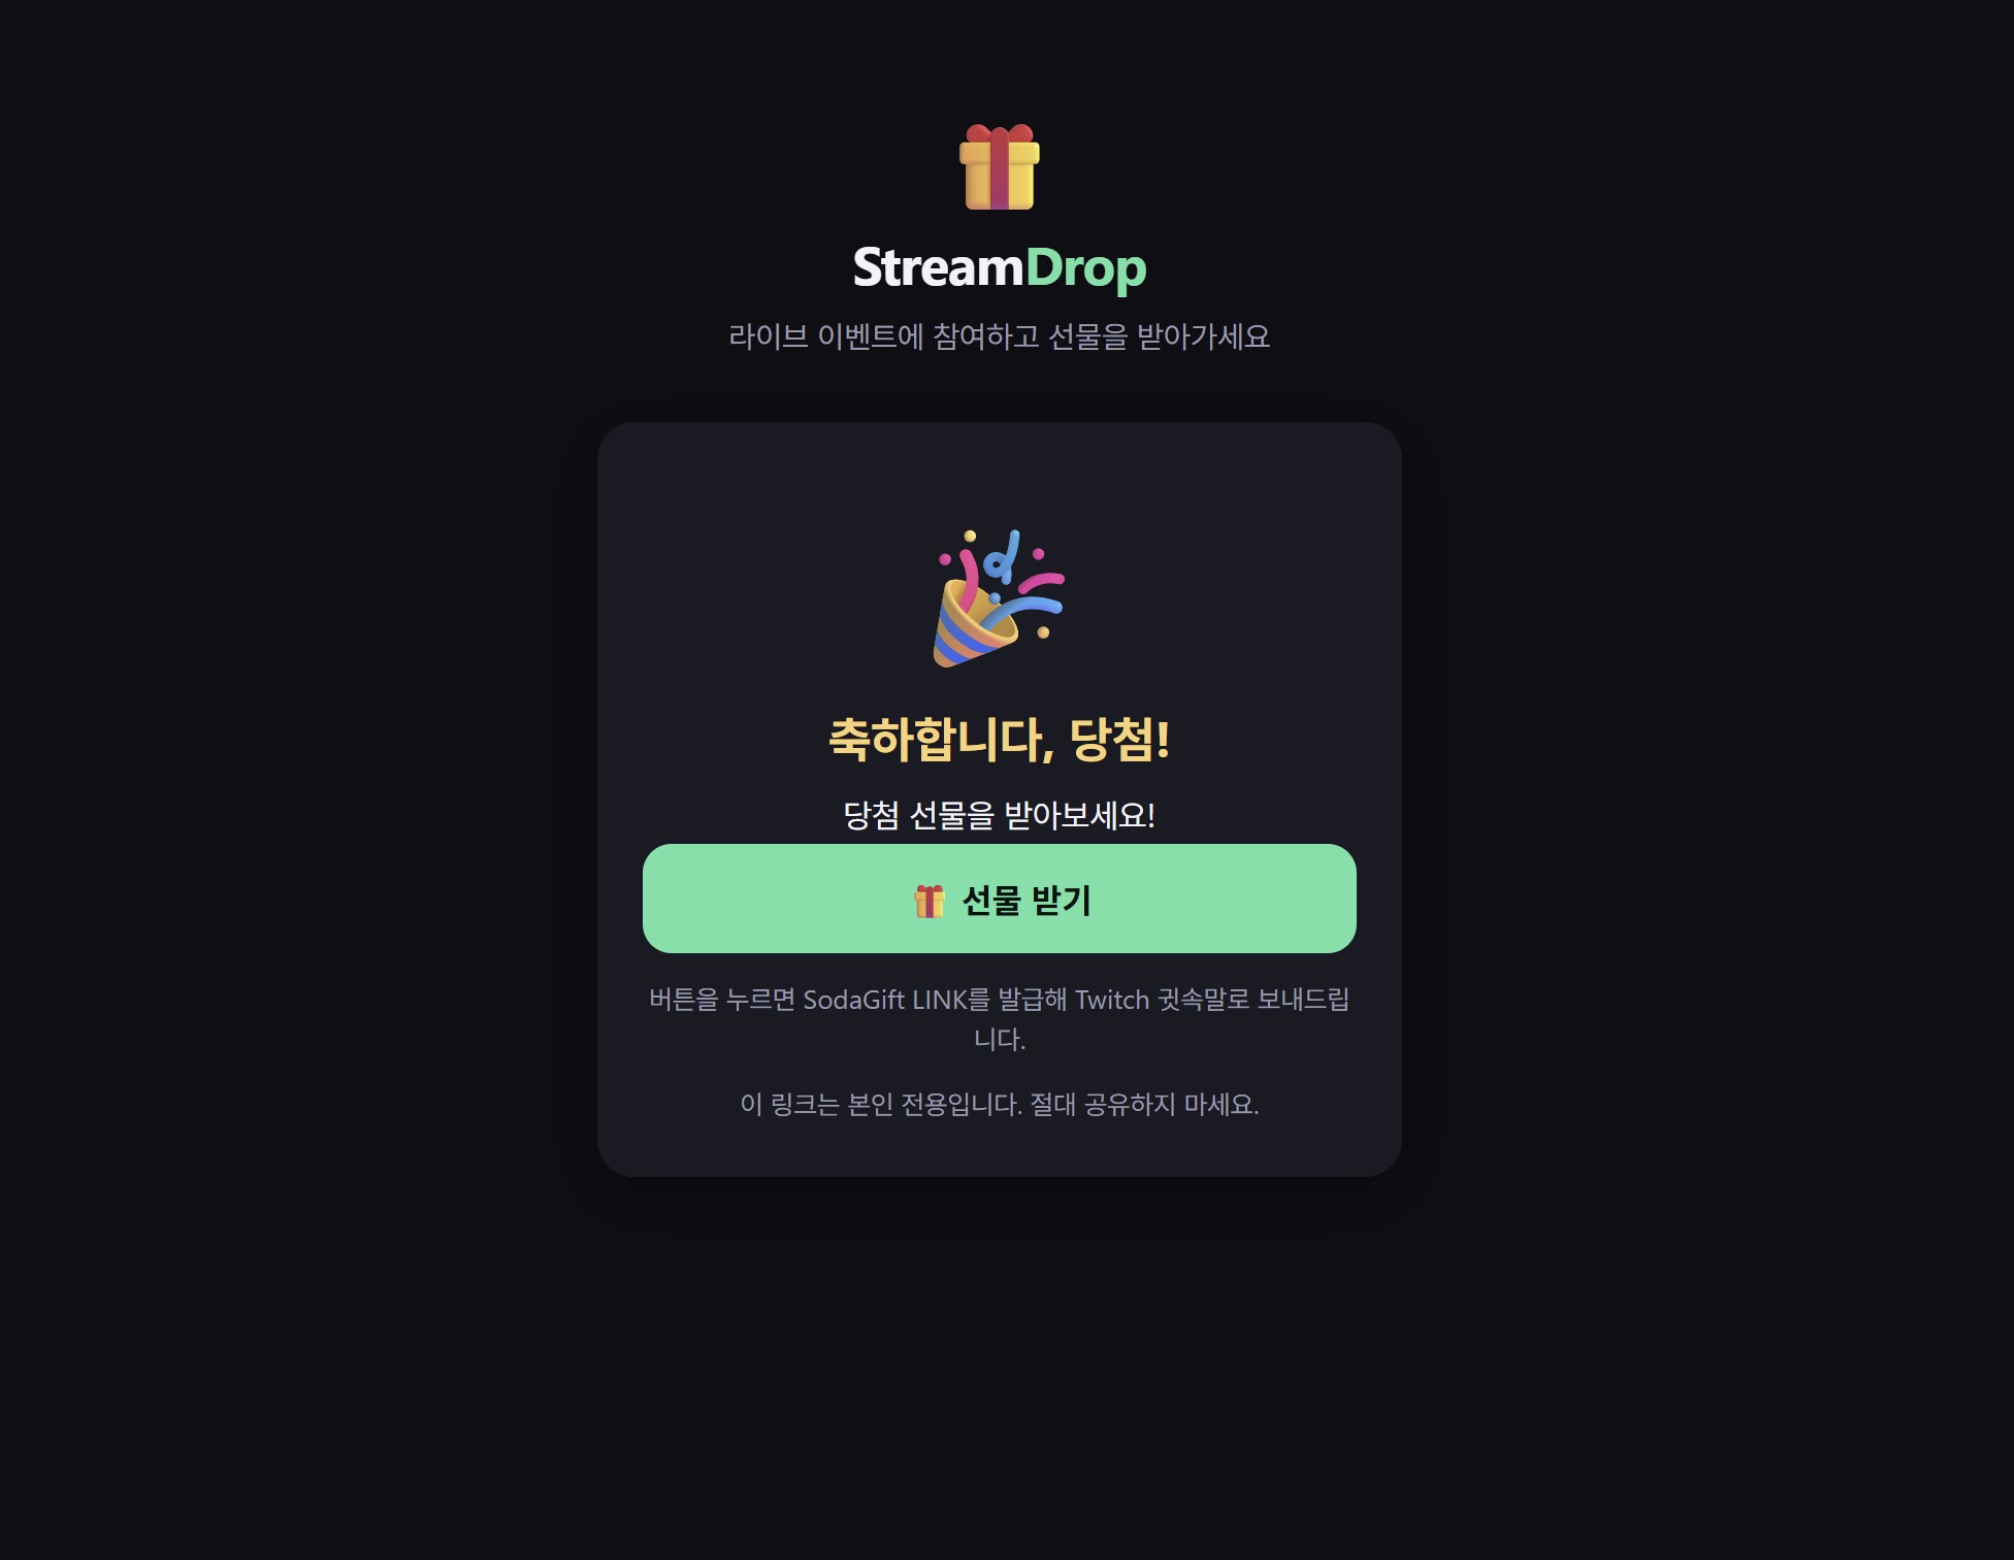 StreamDrop
라이브 이벤트에 참여하고 선물을 받아가세요
축하합니다, 당첨!
당첨 선물을 받아보세요!
선물 받기
버튼을 누르면 SodaGift LINK를 발급해 Twitch 귓속말로 보내드립
니다.
이 링크는 본인 전용입니다. 절대 공유하지 마세요.